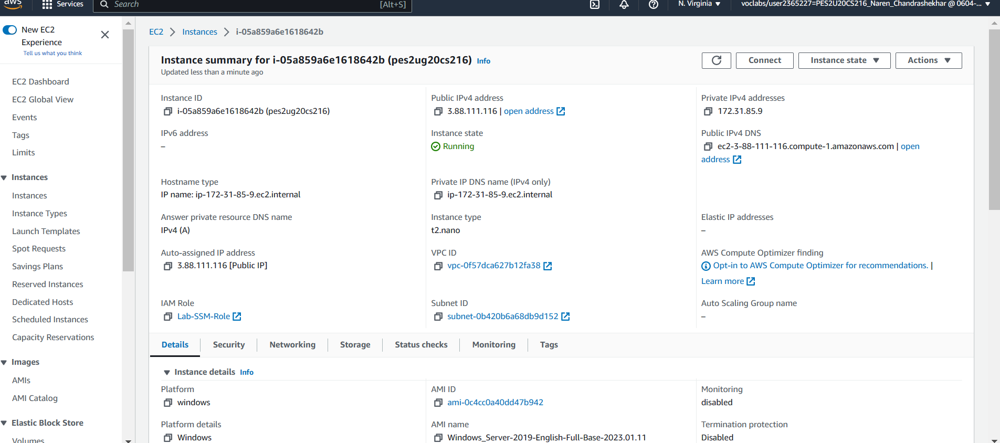 aws
Services
Search
[Alt+S]
N. Virginia
voclabs/user2365227=PES2U20CS216_Naren_Chandrashekhar @ 0604-...
New EC2
Experience
Tell us what you think
EC2 Dashboard
EC2 Global View
Events
Tags
Limits
Instances
Instances
Instance Types
Launch Templates
Spot Requests
Savings Plans
Reserved Instances
Dedicated Hosts
Scheduled Instances
Capacity Reservations
Images
AMIs
AMI Catalog
Elastic Block Store
Volumes
EC2 > Instances > i-05a859a6e1618642b
Instance summary for i-05a859a6e1618642b (pes2ug20cs216) Info
Updated less than a minute ago
Connect
Instance state
Actions
Instance ID
i-05a859a6e1618642b (pes2ug20cs216)
Public IPv4 address
3.88.111.116 | open address
Private IPv4 addresses
172.31.85.9
IPv6 address
–
Instance state
Running
Public IPv4 DNS
ec2-3-88-111-116.compute-1.amazonaws.com | open
address
Hostname type
IP name: ip-172-31-85-9.ec2.internal
Private IP DNS name (IPv4 only)
ip-172-31-85-9.ec2.internal
Answer private resource DNS name
IPv4 (A)
Instance type
t2.nano
Elastic IP addresses
–
Auto-assigned IP address
3.88.111.116 [Public IP]
VPC ID
vpc-0f57dca627b12fa38
AWS Compute Optimizer finding
Opt-in to AWS Compute Optimizer for recommendations. |
Learn more
IAM Role
Lab-SSM-Role
Subnet ID
subnet-0b420b6a68db9d152
Auto Scaling Group name
–
Details
Security
Networking
Storage
Status checks
Monitoring
Tags
Instance details Info
Platform
windows
AMI ID
ami-0c4cc0a40dd47b942
Monitoring
disabled
Platform details
Windows
AMI name
Windows_Server-2019-English-Full-Base-2023.01.11
Termination protection
Disabled